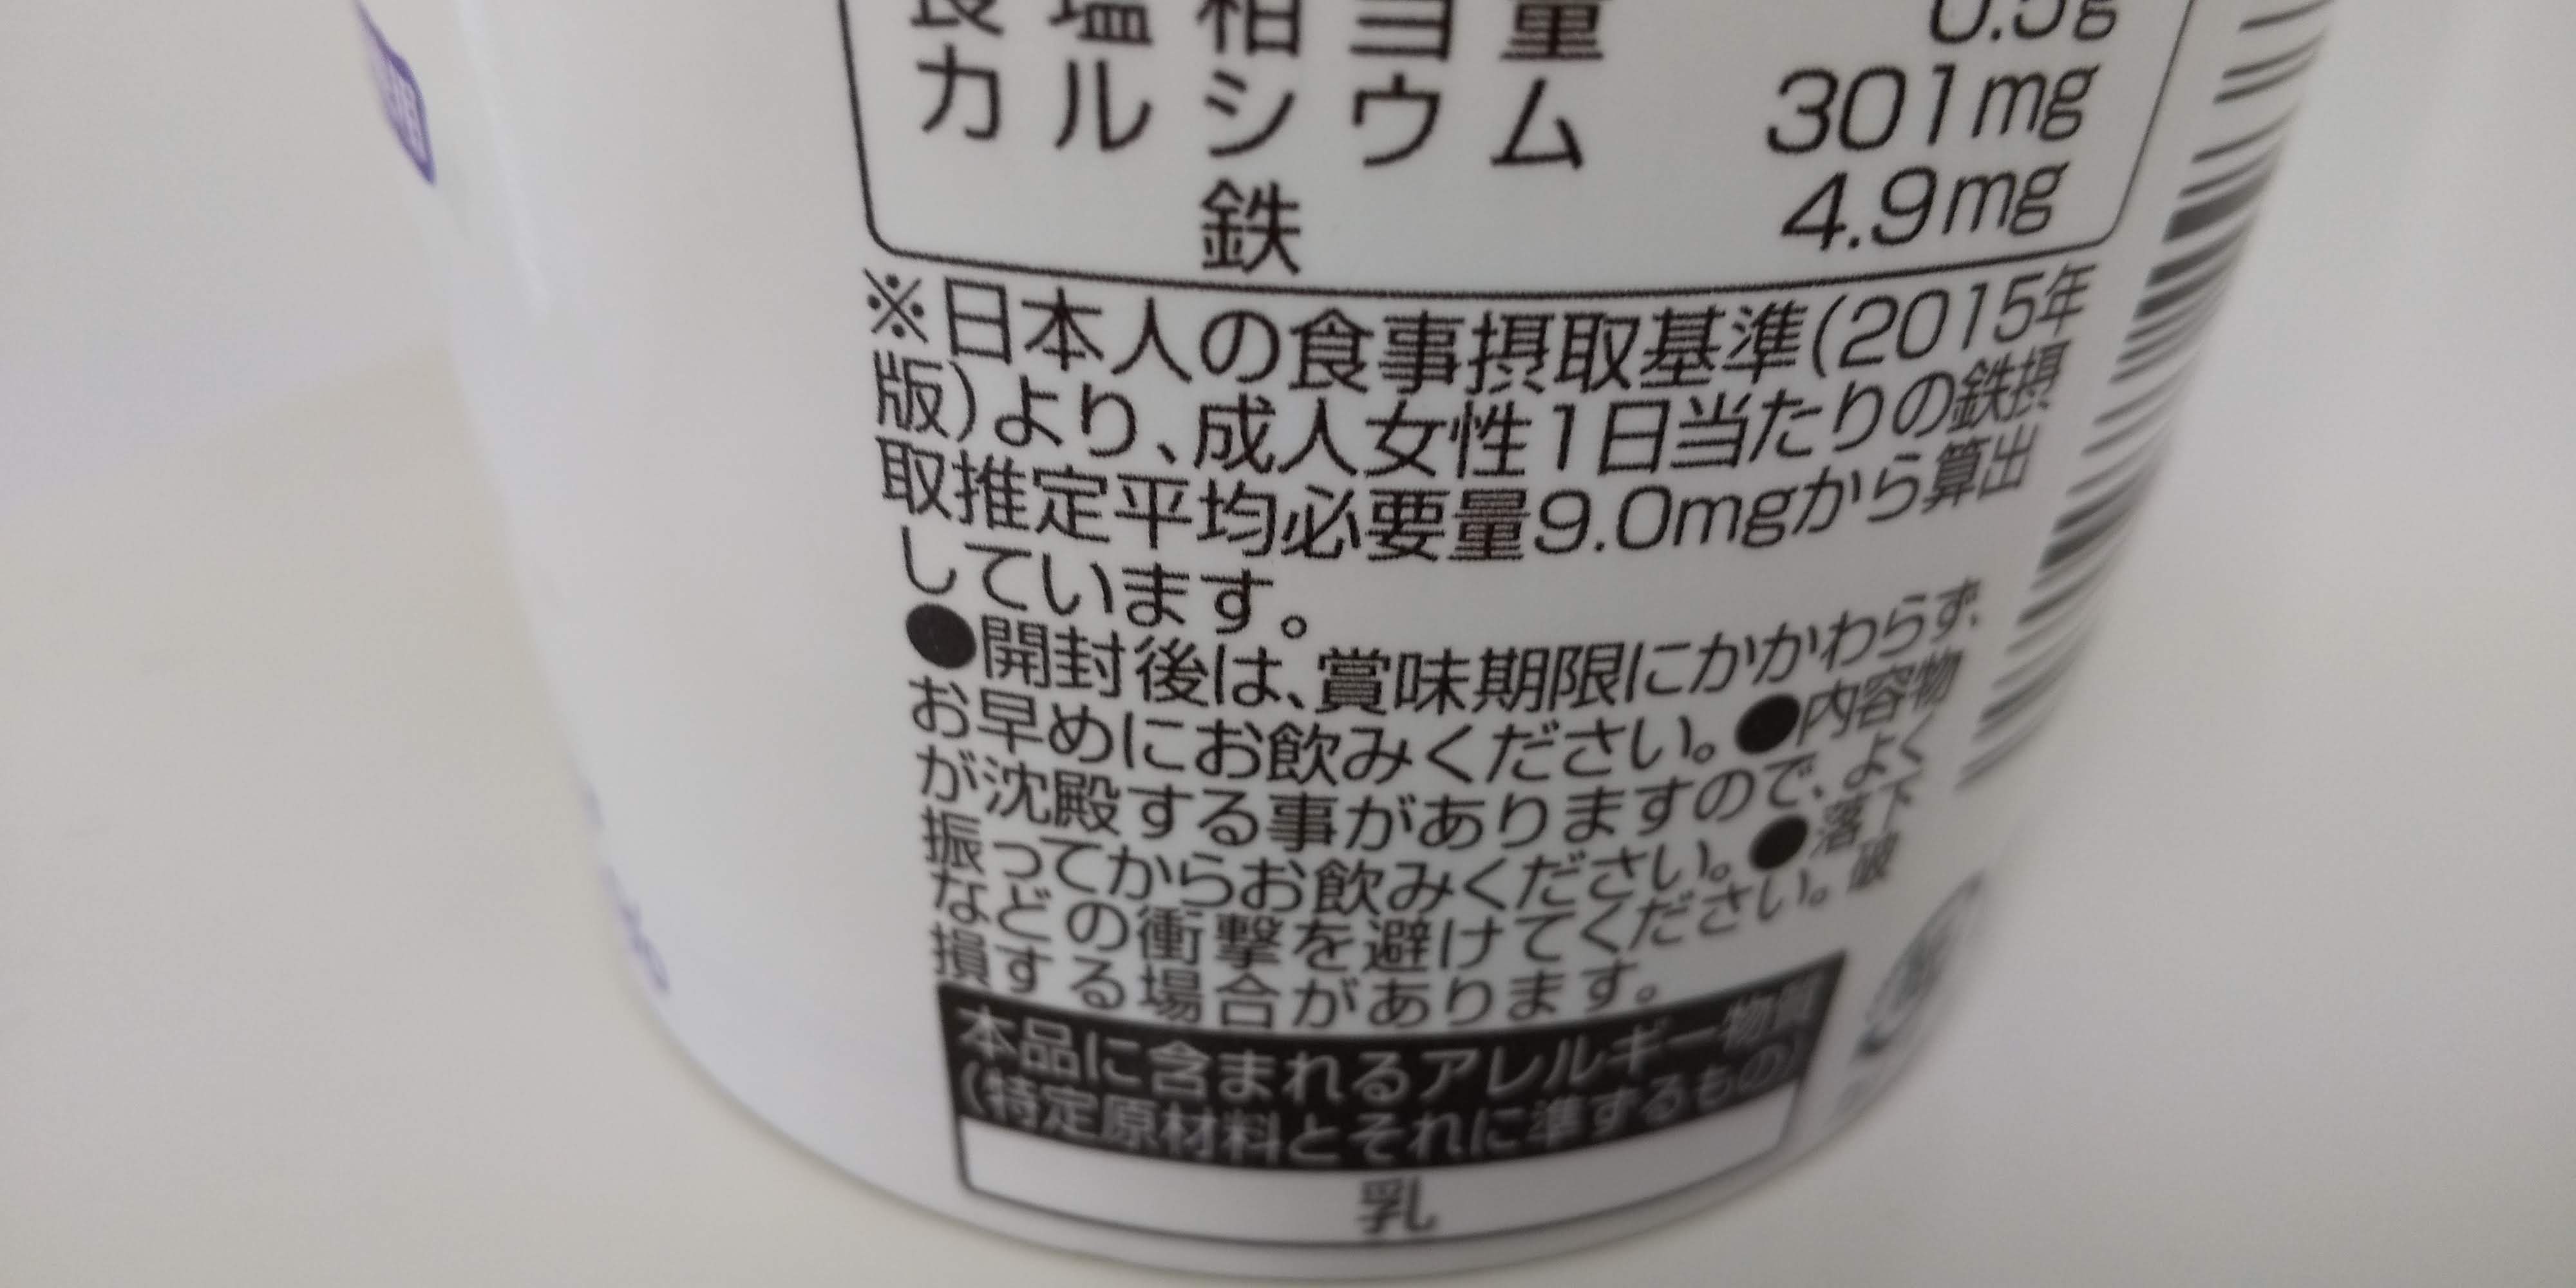 食塩相当量 0.5g
カルシウム 301mg
鉄 4.9mg
※日本人の食事摂取基準(2015年
版)より、成人女性1日当たりの鉄摂
取推定平均必要量9.0mgから算出
しています。
●開封後は、賞味期限にかかわらず、
お早めにお飲みください。●内容物
が沈殿する事がありますので、よく
振ってからお飲みください。●落下
などの衝撃を避けてください。破
損する場合があります。
本品に含まれるアレルギー物質
(特定原材料とそれに準ずるもの)
乳